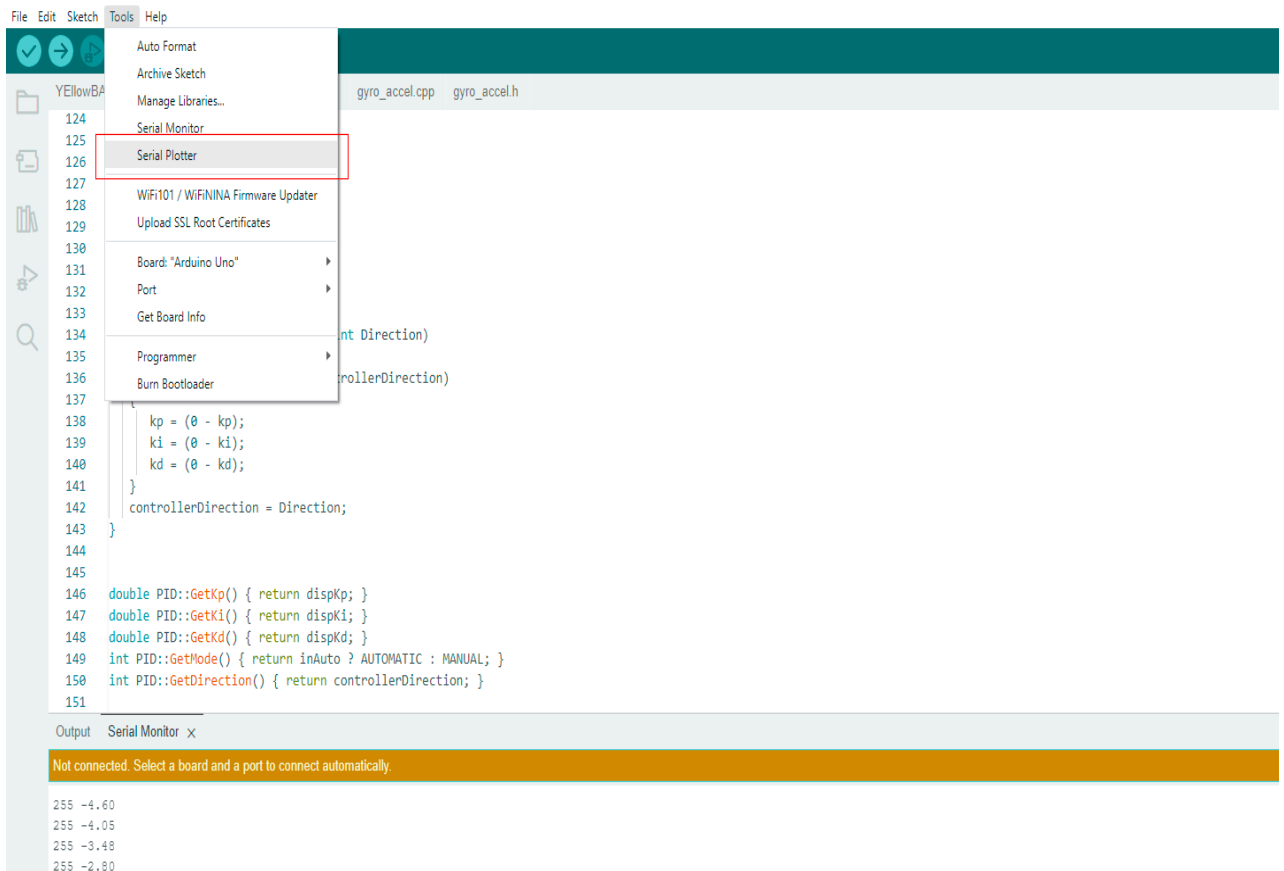 File Edit Sketch Tools Help
Auto Format
Archive Sketch
Manage Libraries...
Serial Monitor
Serial Plotter
WiFi101 / WiFiNINA Firmware Updater
Upload SSL Root Certificates
Board: "Arduino Uno"
Port
Get Board Info
Programmer
Burn Bootloader
YEllowBA gyro_accel.cpp gyro_accel.h
124
125
126
127
128
129
130
131
132
133
134 nt Direction)
135
136 trollerDirection)
137 {
138 kp = (0 - kp);
139 ki = (0 - ki);
140 kd = (0 - kd);
141 }
142 controllerDirection = Direction;
143 }
144
145
146 double PID::GetKp() { return dispKp; }
147 double PID::GetKi() { return dispKi; }
148 double PID::GetKd() { return dispKd; }
149 int PID::GetMode() { return inAuto ? AUTOMATIC : MANUAL; }
150 int PID::GetDirection() { return controllerDirection; }
151
Output Serial Monitor x
Not connected. Select a board and a port to connect automatically.
255 -4.60
255 -4.05
255 -3.48
255 -2.80